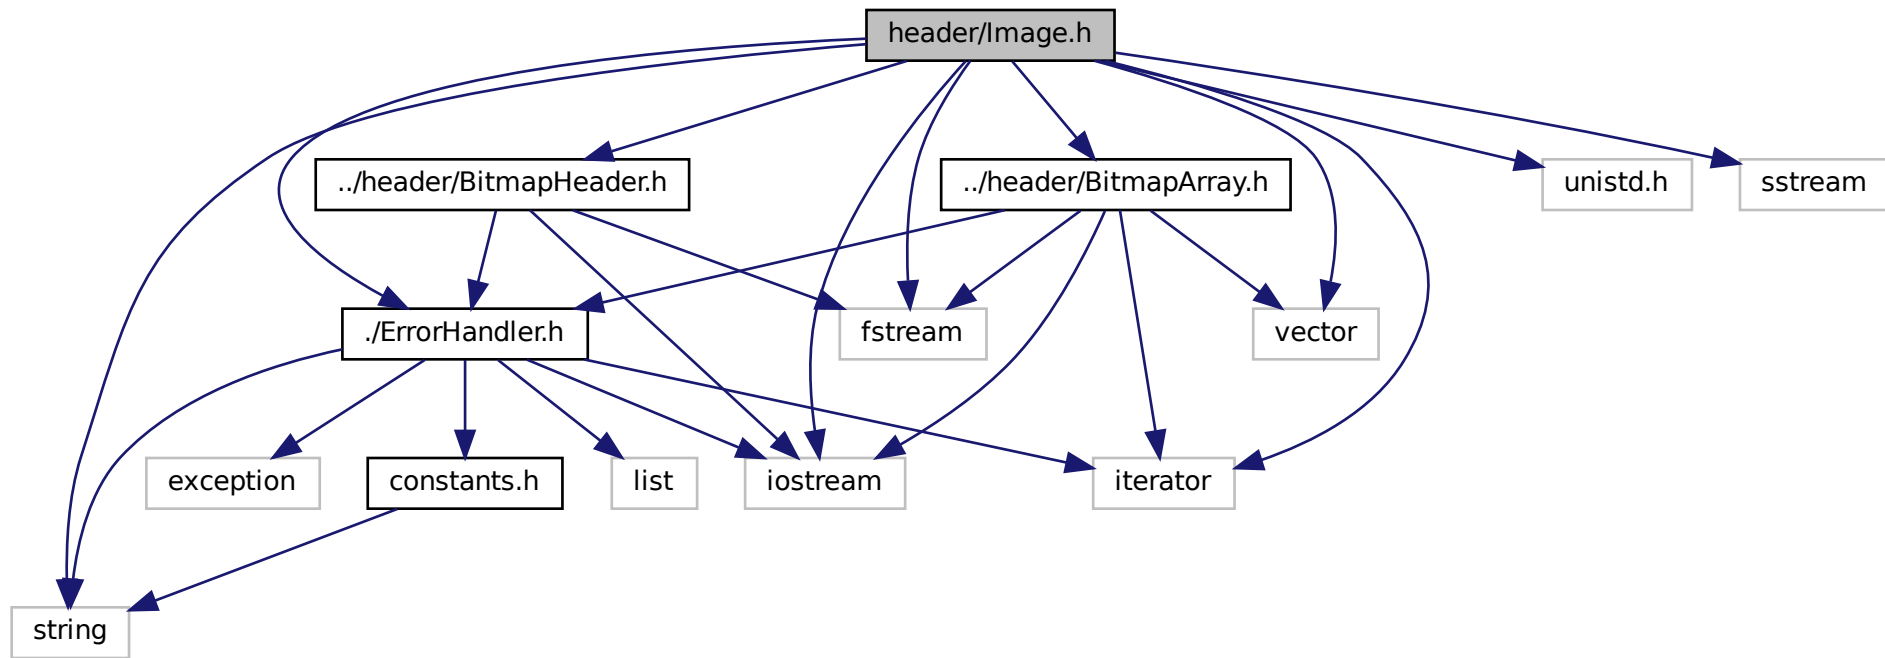 header/Image.h
../header/BitmapHeader.h
../header/BitmapArray.h
unistd.h
sstream
./ErrorHandler.h
fstream
vector
exception
constants.h
list
iostream
iterator
string